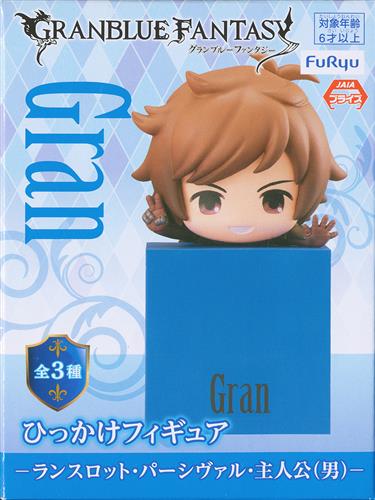 GRANBLUE FANTASY
グランブルーファンタジー
対象年齢
6才以上
FuRyu
JAIA
プライズ
Gran
Gran
全3種
ひっかけフィギュア
−ランスロット・パーシヴァル・主人公(男)−